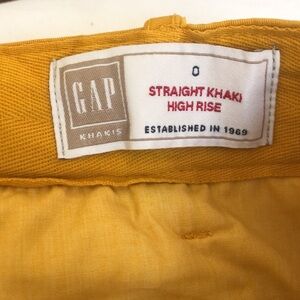 GAP
KHAKIS
0
STRAIGHT KHAKI
HIGH RISE
ESTABLISHED IN 1969